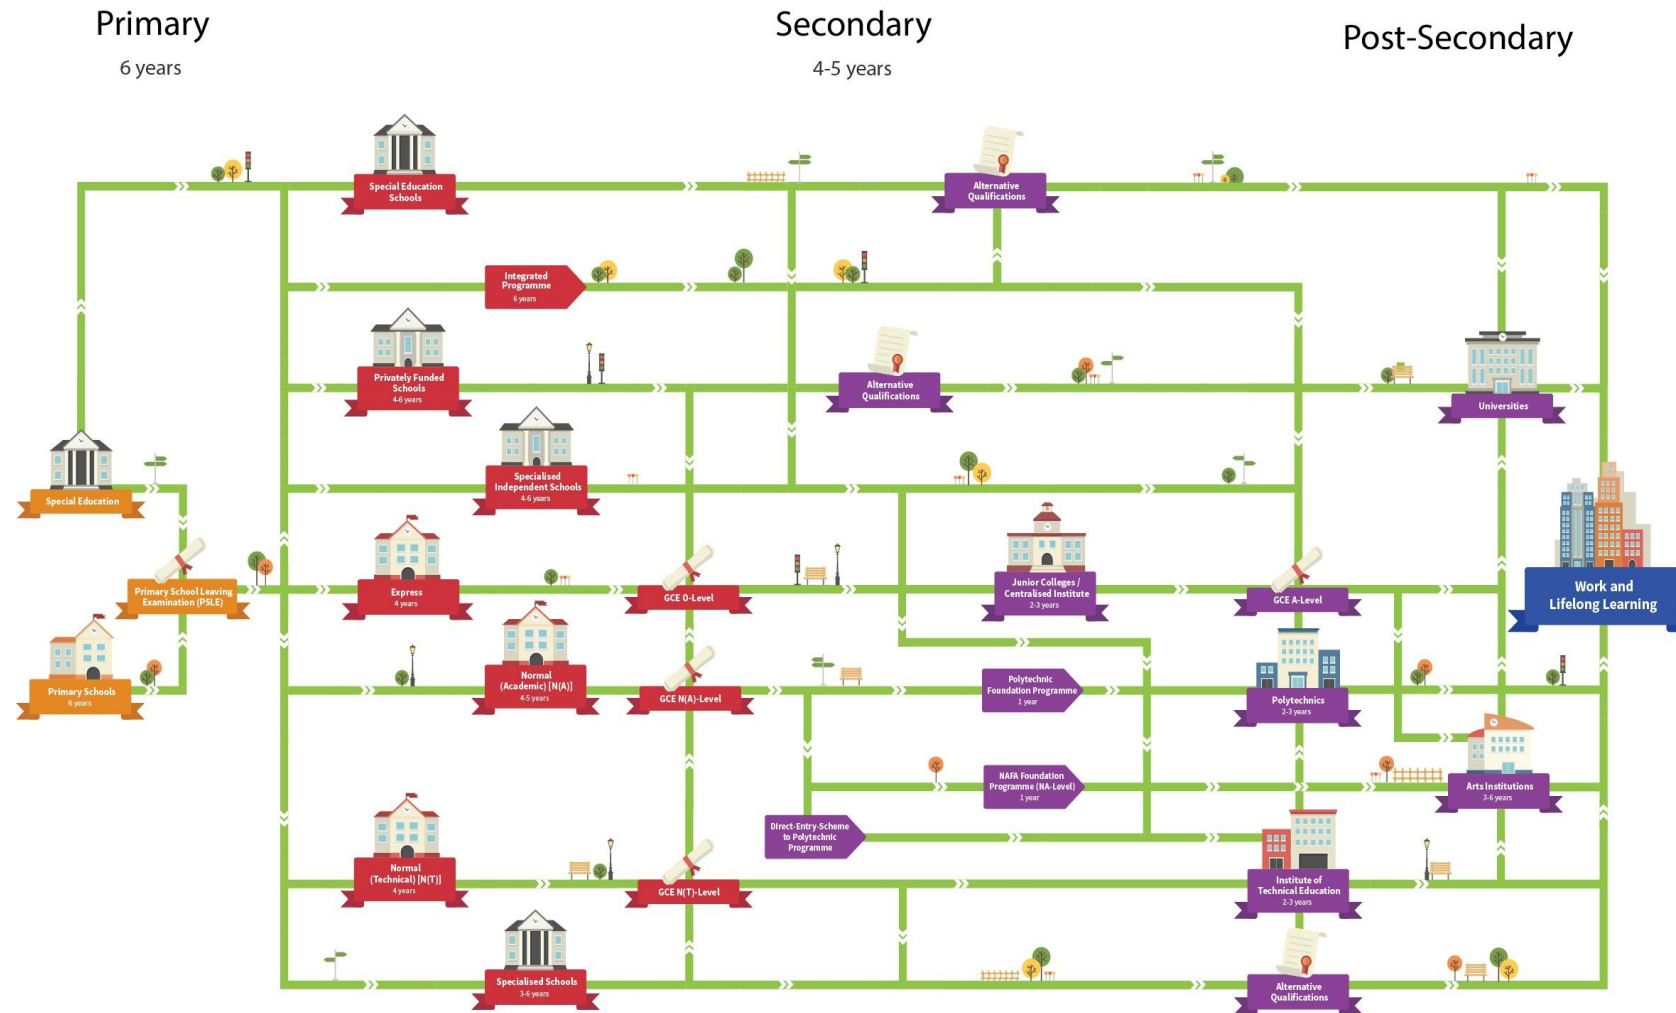 Primary
6 years
Secondary
4-5 years
Post-Secondary
Special Education
Schools
Alternative
Qualifications
Integrated
Programme
6 years
Privately Funded
Schools
4-6 years
Alternative
Qualifications
Universities
Special Education
Specialised
Independent Schools
4-6 years
Primary School Leaving
Examination (PSLE)
Express
4 years
GCE O-Level
Junior Colleges /
Centralised Institute
2-3 years
GCE A-Level
Work and
Lifelong Learning
Primary Schools
6 years
Normal
(Academic) [N(A)]
4-5 years
GCE N(A)-Level
Polytechnic
Foundation Programme
1 year
Polytechnics
2-3 years
NAFA Foundation
Programme (NA-Level)
1 year
Arts Institutions
3-6 years
Direct-Entry-Scheme
to Polytechnic
Programme
Normal
(Technical) [N(T)]
4 years
GCE N(T)-Level
Institute of
Technical Education
2-3 years
Specialised Schools
3-6 years
Alternative
Qualifications